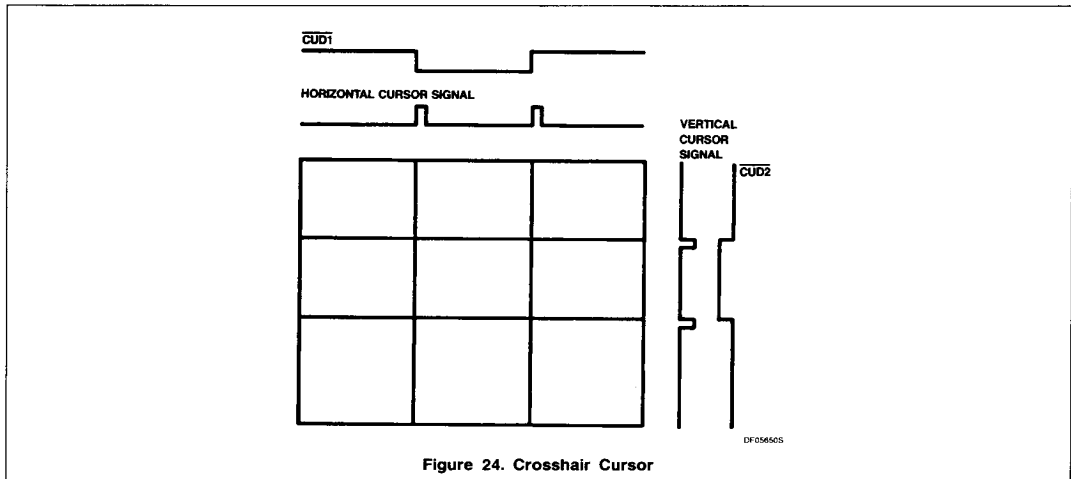 CUD1
HORIZONTAL CURSOR SIGNAL
VERTICAL
CURSOR
SIGNAL
CUD2
DF05650S
Figure 24. Crosshair Cursor